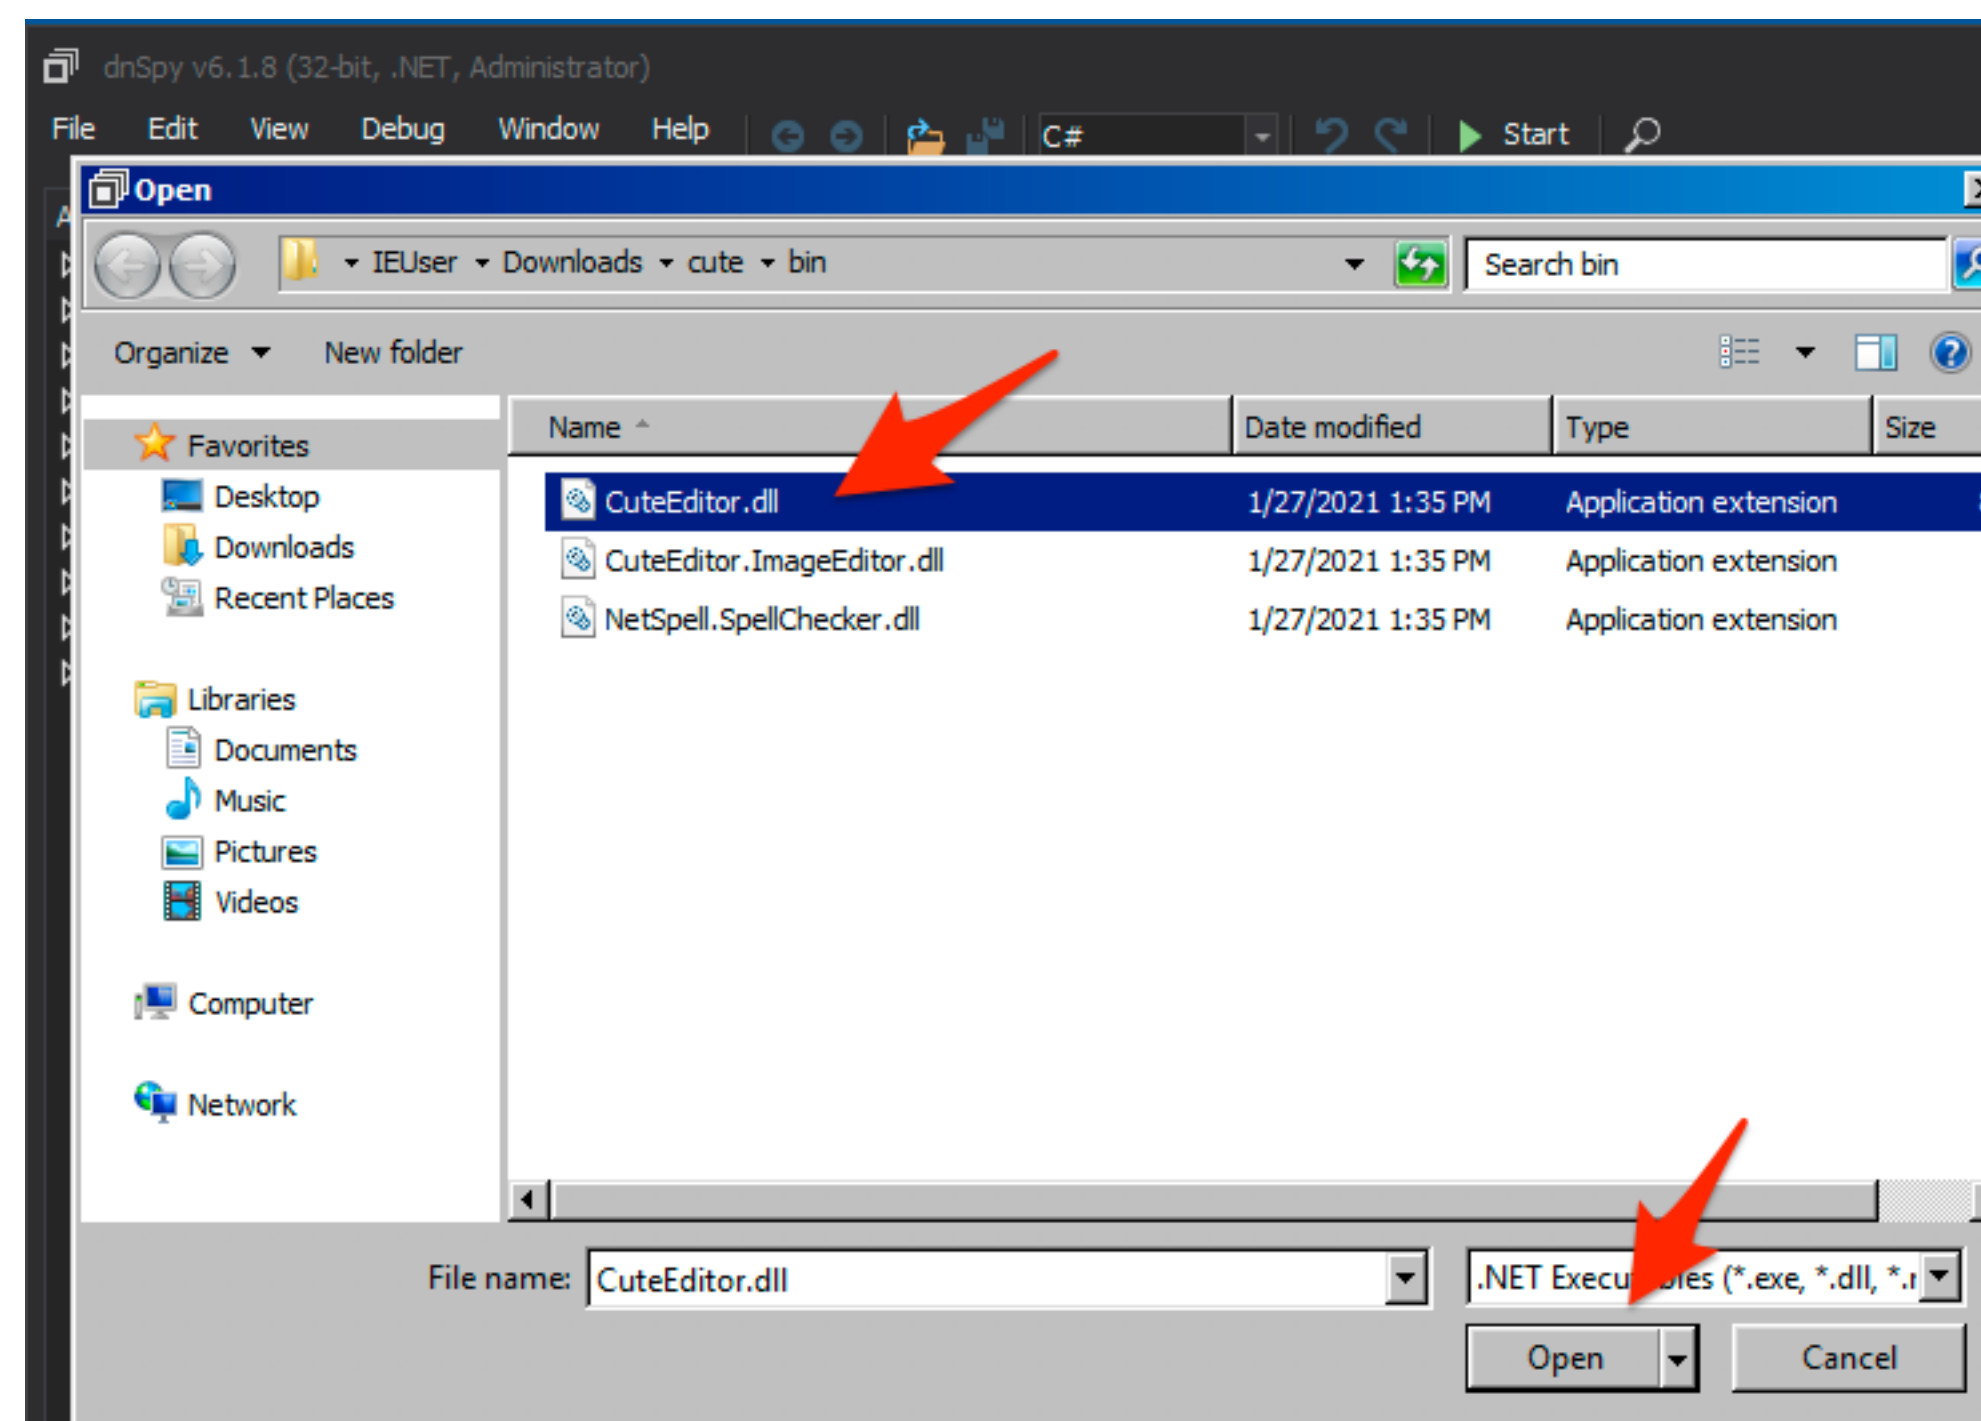 dnSpy v6.1.8 (32-bit, .NET, Administrator)
File Edit View Debug Window Help C# Start
Open
IEUser Downloads cute bin Search bin
Organize New folder
Name Date modified Type Size
Favorites
Desktop
Downloads
Recent Places
Libraries
Documents
Music
Pictures
Videos
Computer
Network
CuteEditor.dll 1/27/2021 1:35 PM Application extension
CuteEditor.ImageEditor.dll 1/27/2021 1:35 PM Application extension
NetSpell.SpellChecker.dll 1/27/2021 1:35 PM Application extension
File name: CuteEditor.dll .NET (*.exe, *.dll,
Open Cancel